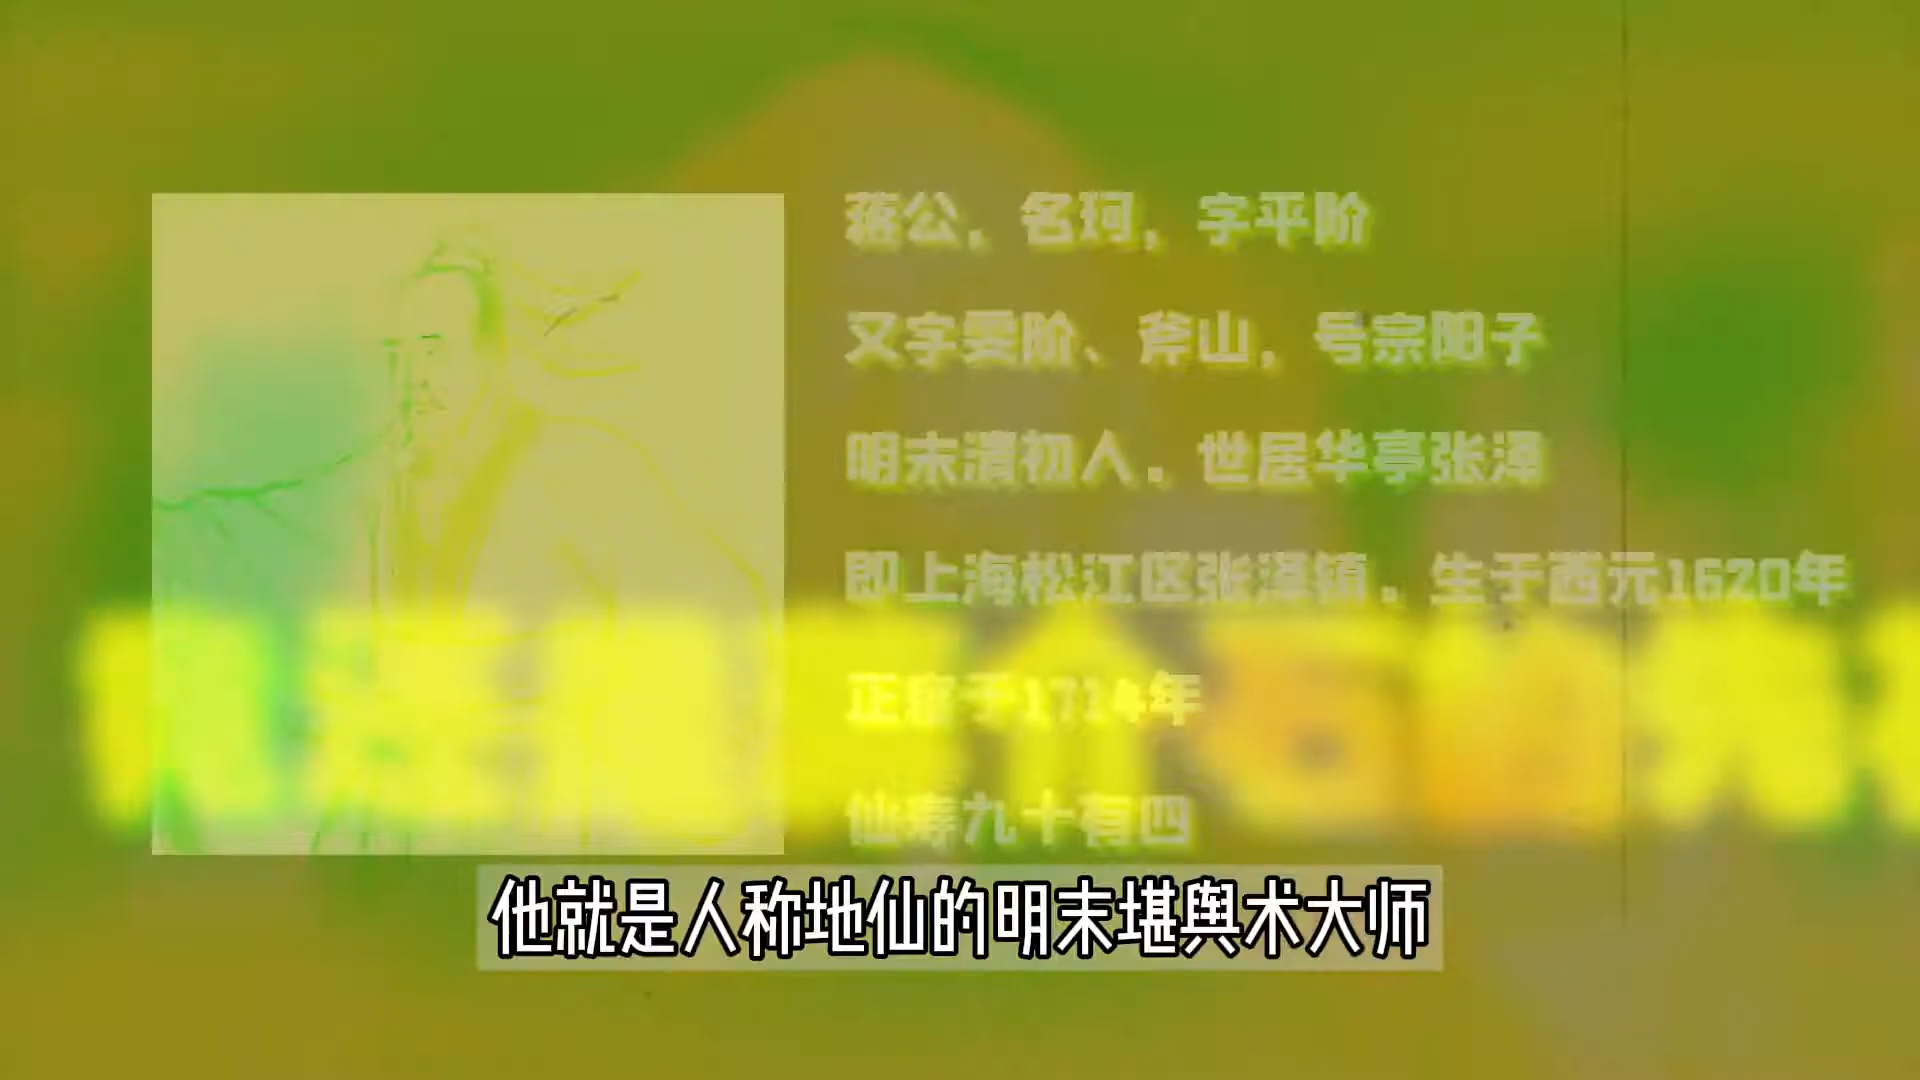 蒋公，名珂，字平阶
又字雯阶、斧山，号宗阳子
明末清初人。世居华亭张泽
即上海松江区张泽镇。生于西元1620年
正寝于1714年
仙寿九十有四
他就是人称地仙的明末堪舆术大师